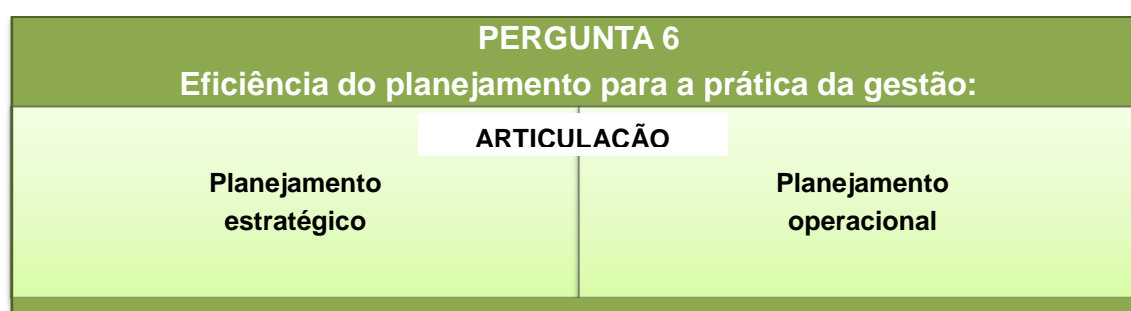 PERGUNTA 6
Eficiência do planejamento para a prática da gestão:
ARTICULAÇÃO
Planejamento
estratégico
Planejamento
operacional